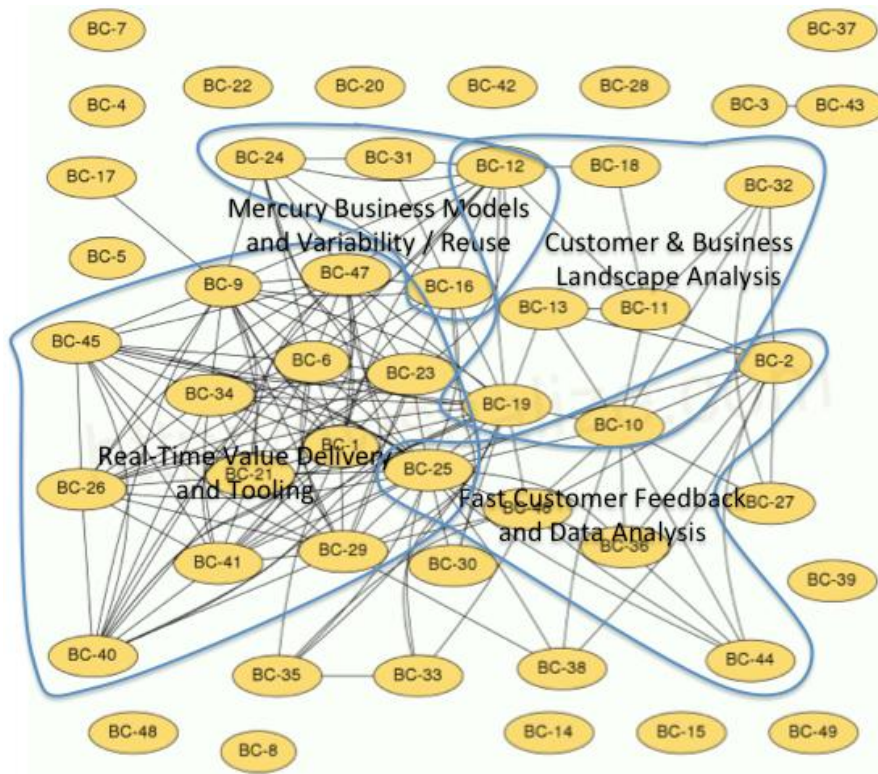 BC-7
BC-37
BC-22
BC-20
BC-42
BC-28
BC-4
BC-3
BC-43
BC-24
BC-31
BC-12
BC-18
BC-17
BC-32
Mercury Business Models
and Variability / Reuse
Customer & Business
Landscape Analysis
BC-5
BC-9
BC-47
BC-16
BC-13
BC-11
BC-45
BC-6
BC-23
BC-2
BC-34
BC-19
BC-10
BC-1
Real-Time Value Delivery
and Tooling
BC-21
BC-25
BC-26
Fast Customer Feedback
and Data Analysis
BC-27
BC-36
BC-41
BC-29
BC-30
BC-39
BC-40
BC-35
BC-33
BC-38
BC-44
BC-48
BC-8
BC-14
BC-15
BC-49